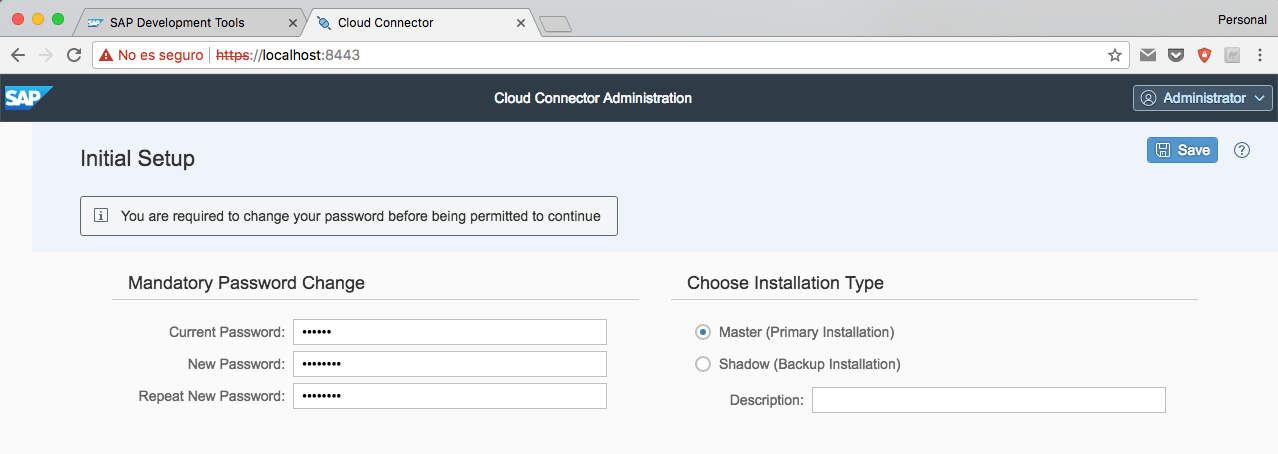 SAP SAP Development Tools Cloud Connector Personal
No es seguro https://localhost:8443
SAP Cloud Connector Administration Administrator
Initial Setup Save
You are required to change your password before being permitted to continue
Mandatory Password Change
Current Password: ••••••
New Password: ••••••••
Repeat New Password: ••••••••
Choose Installation Type
Master (Primary Installation)
Shadow (Backup Installation)
Description: